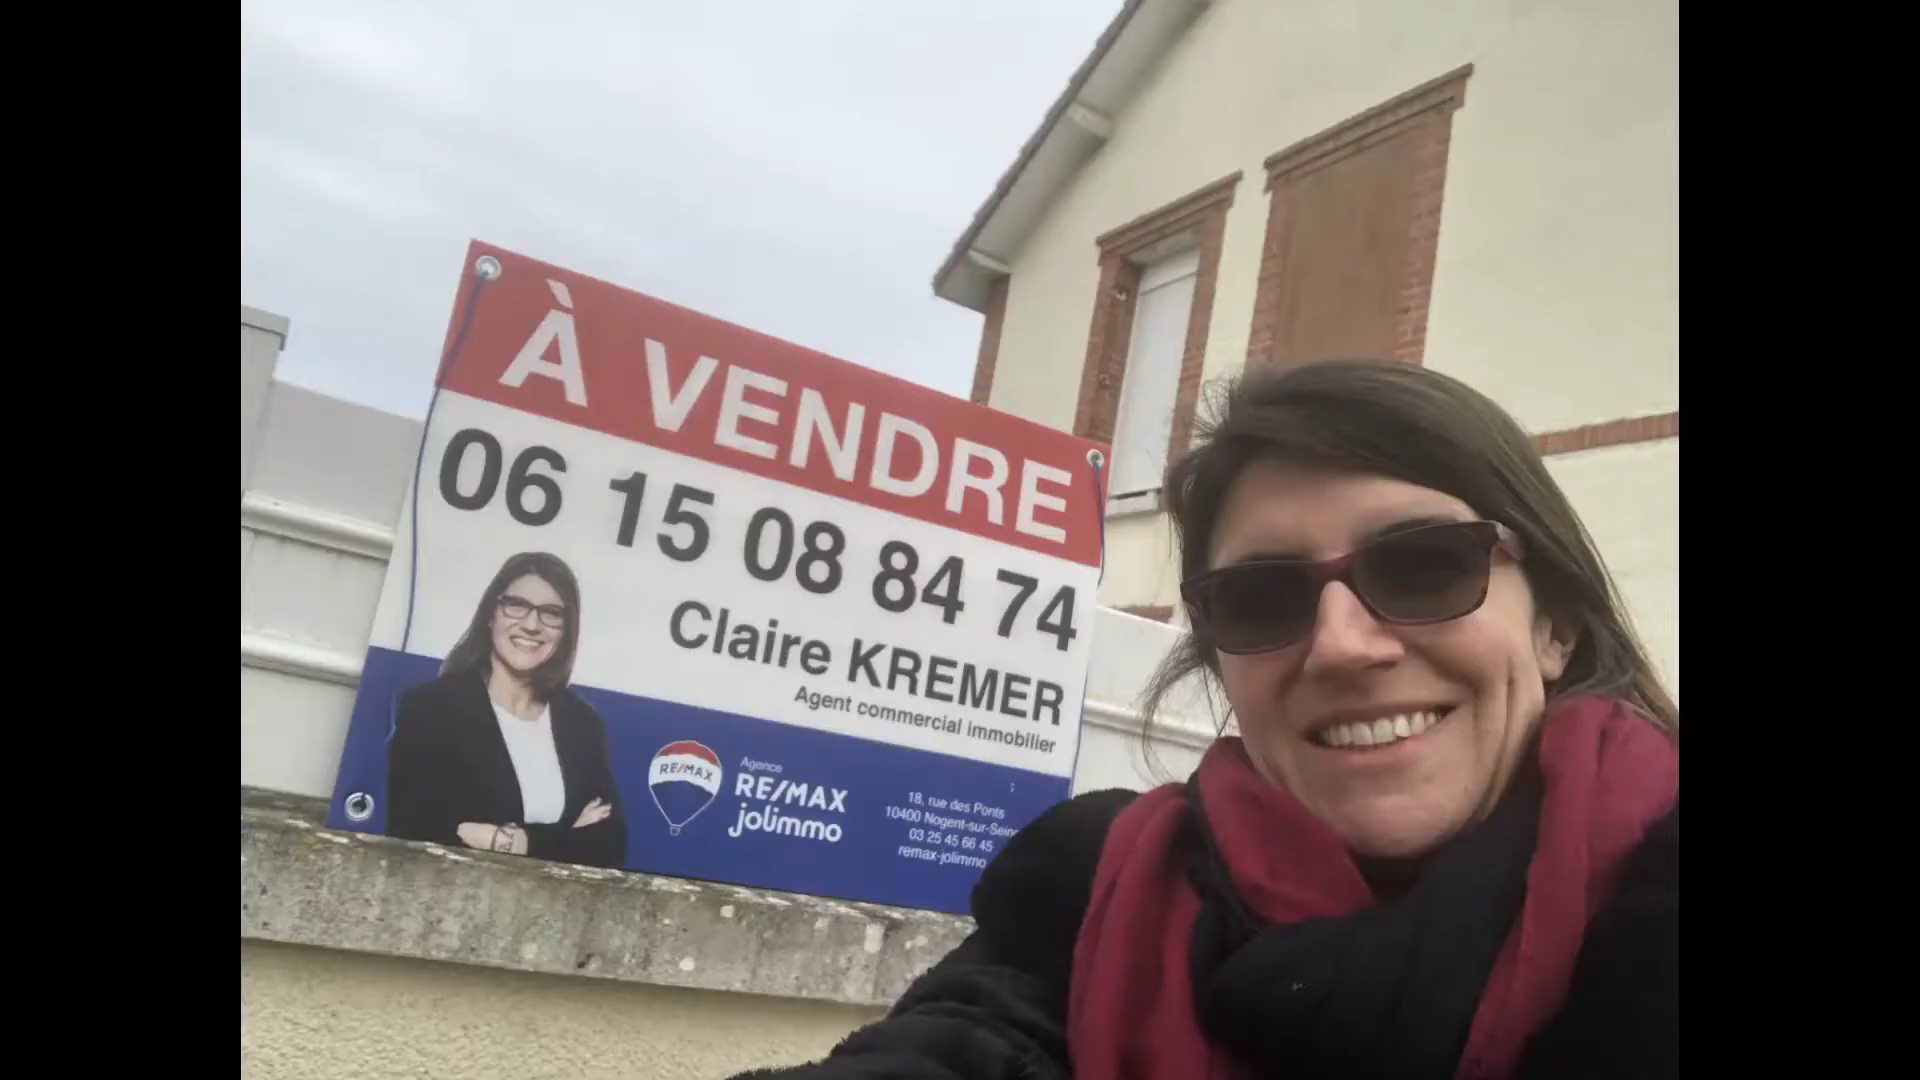 À VENDRE
06 15 08 84 74
Claire KREMER
Agent commercial immobilier
RE/MAX
Agence
RE/MAX
jolimmo
18, rue des Ponts
10400 Nogent-sur-Seine
03 25 45 66 45
remax-jolimmo